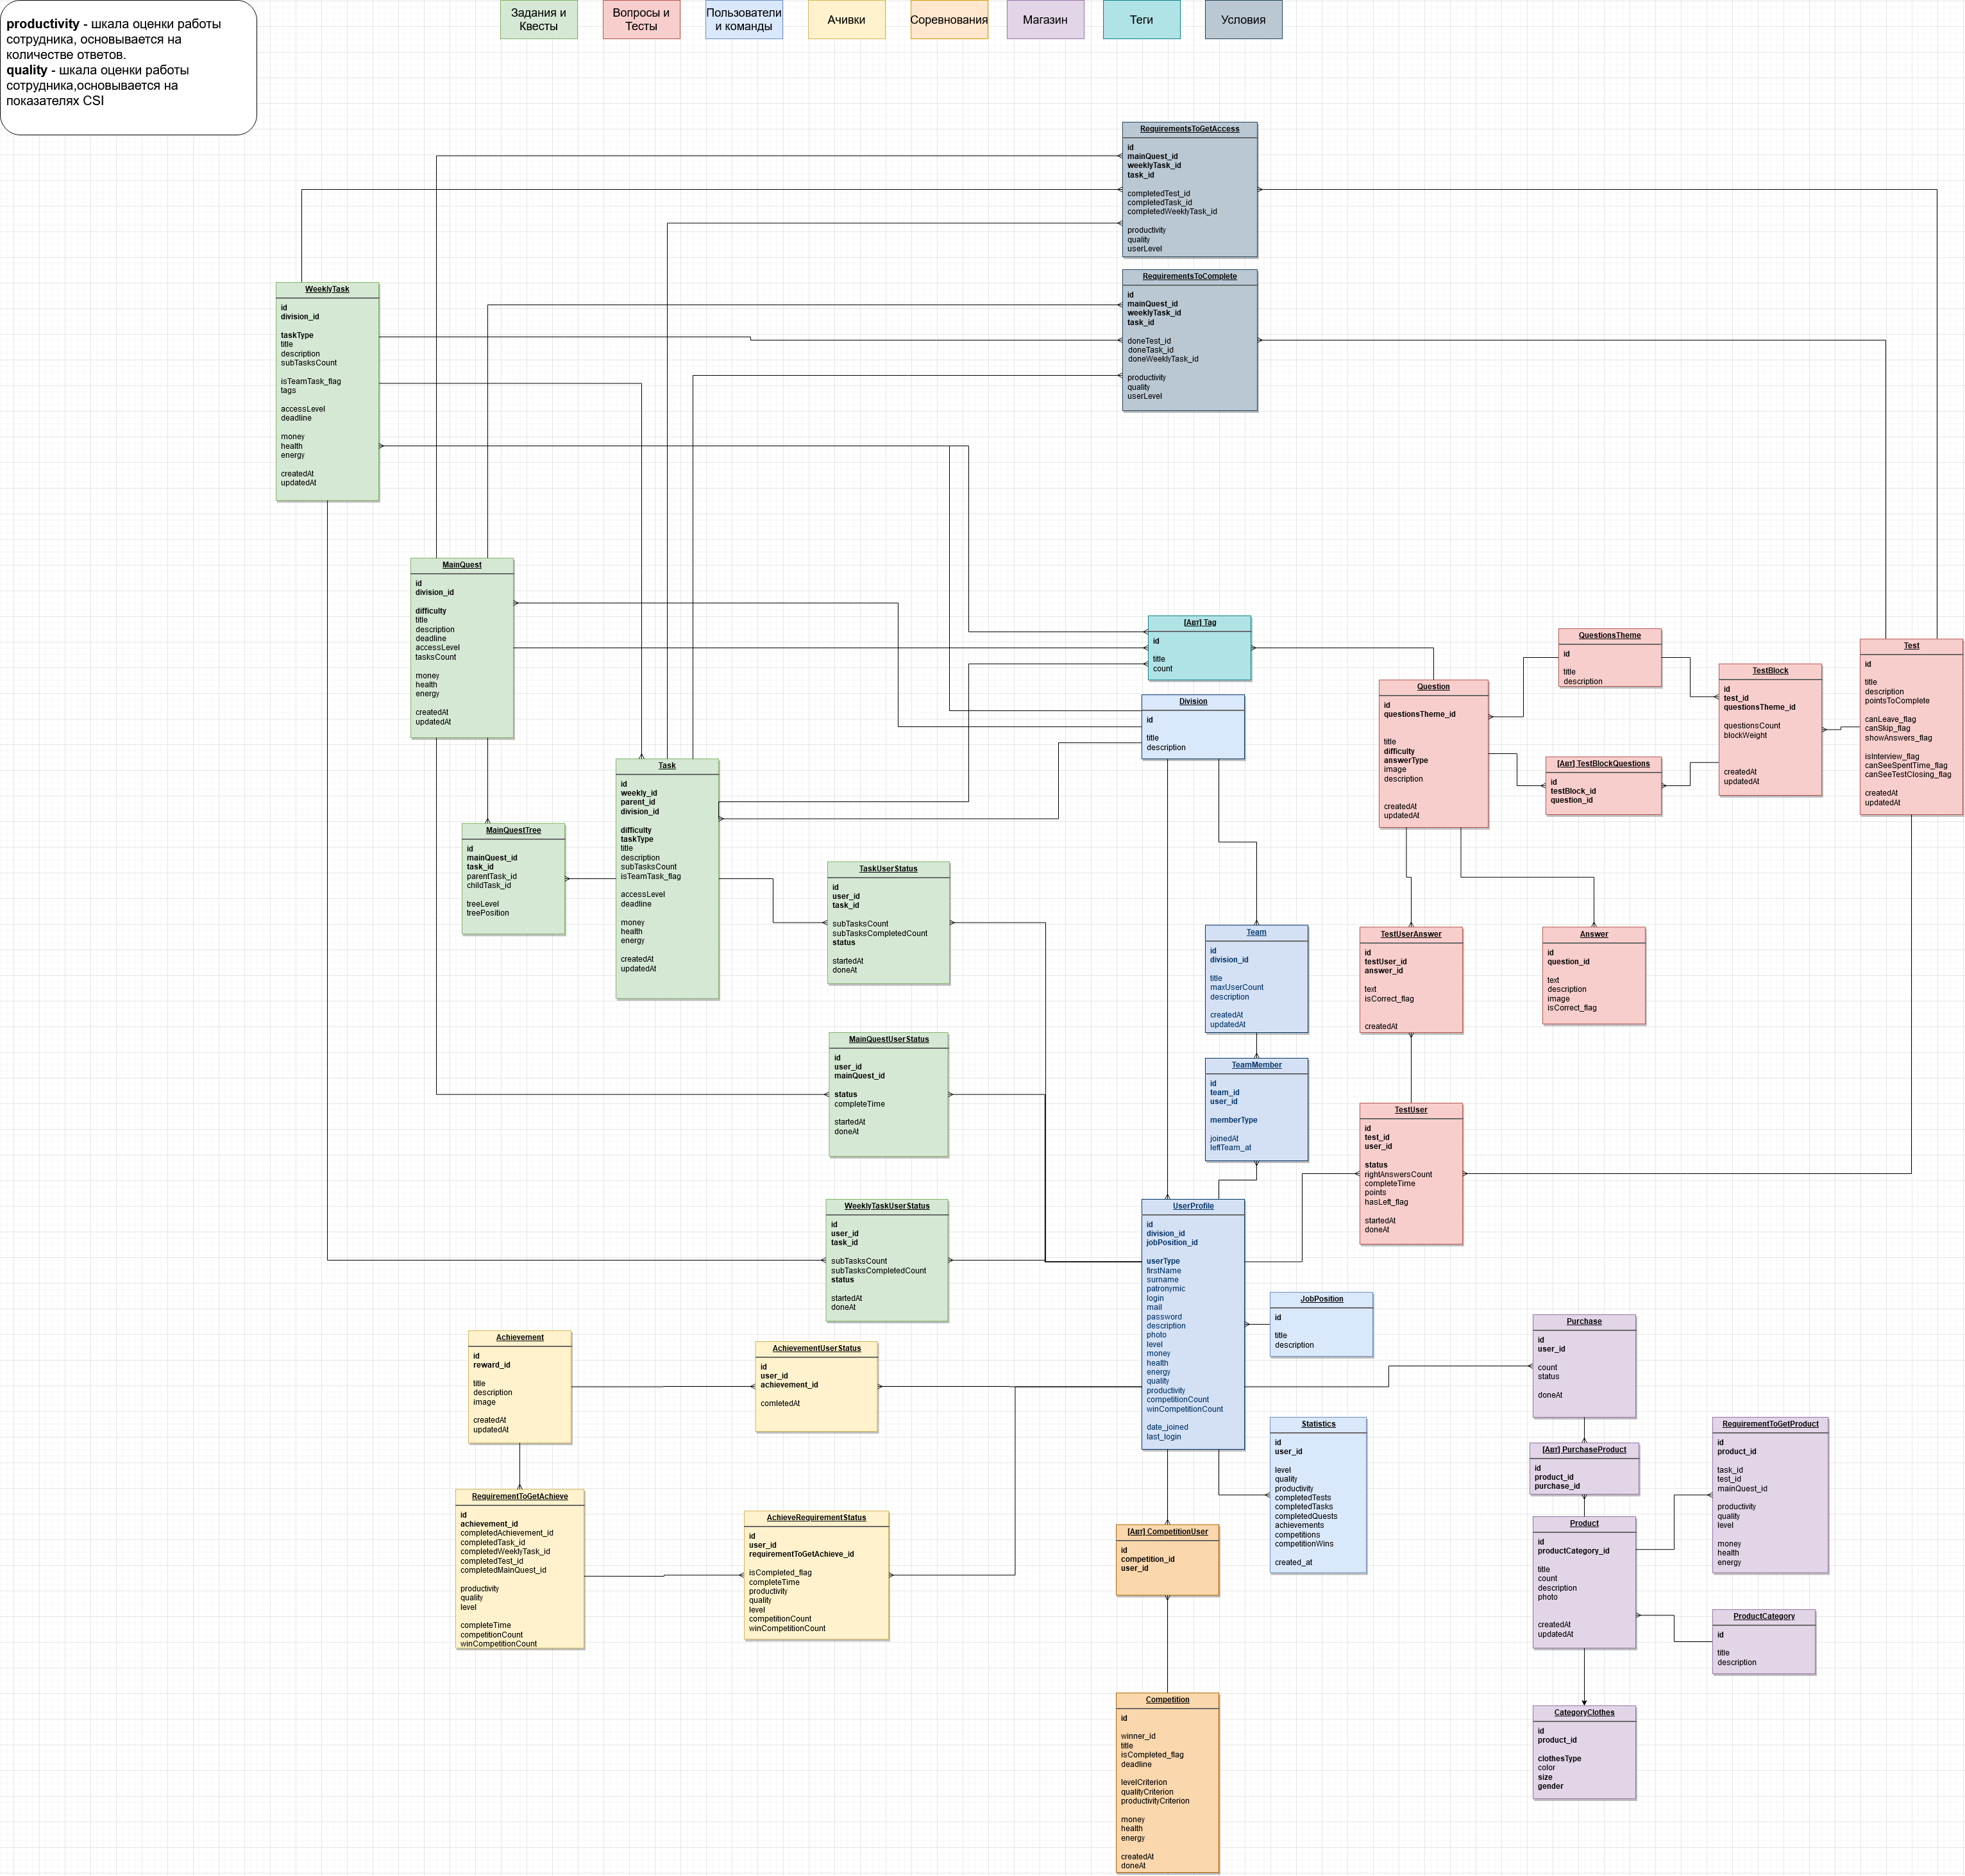 productivity - шкала оценки работы
сотрудника, основывается на
количестве ответов.
quality - шкала оценки работы
сотрудника,основывается на
показателях CSI
Задания и
Квесты
Вопросы и
Тесты
Пользователи
и команды
Ачивки
Соревнования
Магазин
Теги
Условия
RequirementsToGetAccess
id
mainQuest_id
weeklyTask_id
task_id
completedTest_id
completedTask_id
completedWeeklyTask_id
productivity
quality
userLevel
RequirementsToComplete
id
mainQuest_id
weeklyTask_id
task_id
doneTest_id
doneTask_id
doneWeeklyTask_id
productivity
quality
userLevel
WeeklyTask
id
division_id
taskType
title
description
subTasksCount
isTeamTask_flag
tags
accessLevel
deadline
money
health
energy
createdAt
updatedAt
MainQuest
id
division_id
difficulty
title
description
deadline
accessLevel
tasksCount
money
health
energy
createdAt
updatedAt
[Авт] Tag
id
title
count
Division
id
title
description
QuestionsTheme
id
title
description
Question
id
questionsTheme_id
title
difficulty
answerType
image
description
createdAt
updatedAt
TestBlock
id
test_id
questionsTheme_id
questionsCount
blockWeight
createdAt
updatedAt
[Авт] TestBlockQuestions
id
testBlock_id
question_id
Test
id
title
description
pointsToComplete
canLeave_flag
canSkip_flag
showAnswers_flag
isInterview_flag
canSeeSpentTime_flag
canSeeTestClosing_flag
createdAt
updatedAt
Task
id
weekly_id
parent_id
division_id
difficulty
taskType
title
description
subTasksCount
isTeamTask_flag
accessLevel
deadline
money
health
energy
createdAt
updatedAt
MainQuestTree
id
mainQuest_id
task_id
parentTask_id
childTask_id
treeLevel
treePosition
TaskUserStatus
id
user_id
task_id
subTasksCount
subTasksCompletedCount
status
startedAt
doneAt
Team
id
division_id
title
maxUserCount
description
createdAt
updatedAt
TestUserAnswer
id
testUser_id
answer_id
text
isCorrect_flag
createdAt
Answer
id
question_id
text
description
image
isCorrect_flag
MainQuestUserStatus
id
user_id
mainQuest_id
status
completeTime
startedAt
doneAt
TeamMember
id
team_id
user_id
memberType
joinedAt
leftTeam_at
TestUser
id
test_id
user_id
status
rightAnswersCount
completeTime
points
hasLeft_flag
startedAt
doneAt
WeeklyTaskUserStatus
id
user_id
task_id
subTasksCount
subTasksCompletedCount
status
startedAt
doneAt
UserProfile
id
division_id
jobPosition_id
userType
firstName
surname
patronymic
login
mail
password
description
photo
level
money
health
energy
quality
productivity
competitionCount
winCompetitionCount
date_joined
last_login
JobPosition
id
title
description
Purchase
id
user_id
count
status
doneAt
Achievement
id
reward_id
title
description
image
createdAt
updatedAt
AchievementUserStatus
id
user_id
achievement_id
comletedAt
Statistics
id
user_id
level
quality
productivity
completedTests
completedTasks
completedQuests
achievements
competitions
competitionWins
created_at
RequirementToGetProduct
id
product_id
task_id
test_id
mainQuest_id
productivity
quality
level
money
health
energy
[Авт] PurchaseProduct
id
product_id
purchase_id
RequirementToGetAchieve
id
achievement_id
completedAchievement_id
completedTask_id
completedWeeklyTask_id
completedTest_id
completedMainQuest_id
productivity
quality
level
completeTime
competitionCount
winCompetitionCount
AchieveRequirementStatus
id
user_id
requirementToGetAchieve_id
isCompleted_flag
completeTime
productivity
quality
level
competitionCount
winCompetitionCount
[Авт] CompetitionUser
id
competition_id
user_id
Product
id
productCategory_id
title
count
description
photo
createdAt
updatedAt
ProductCategory
id
title
description
Competition
id
winner_id
title
isCompleted_flag
deadline
levelCriterion
qualityCriterion
productivityCriterion
money
health
energy
createdAt
doneAt
CategoryClothes
id
product_id
clothesType
color
size
gender